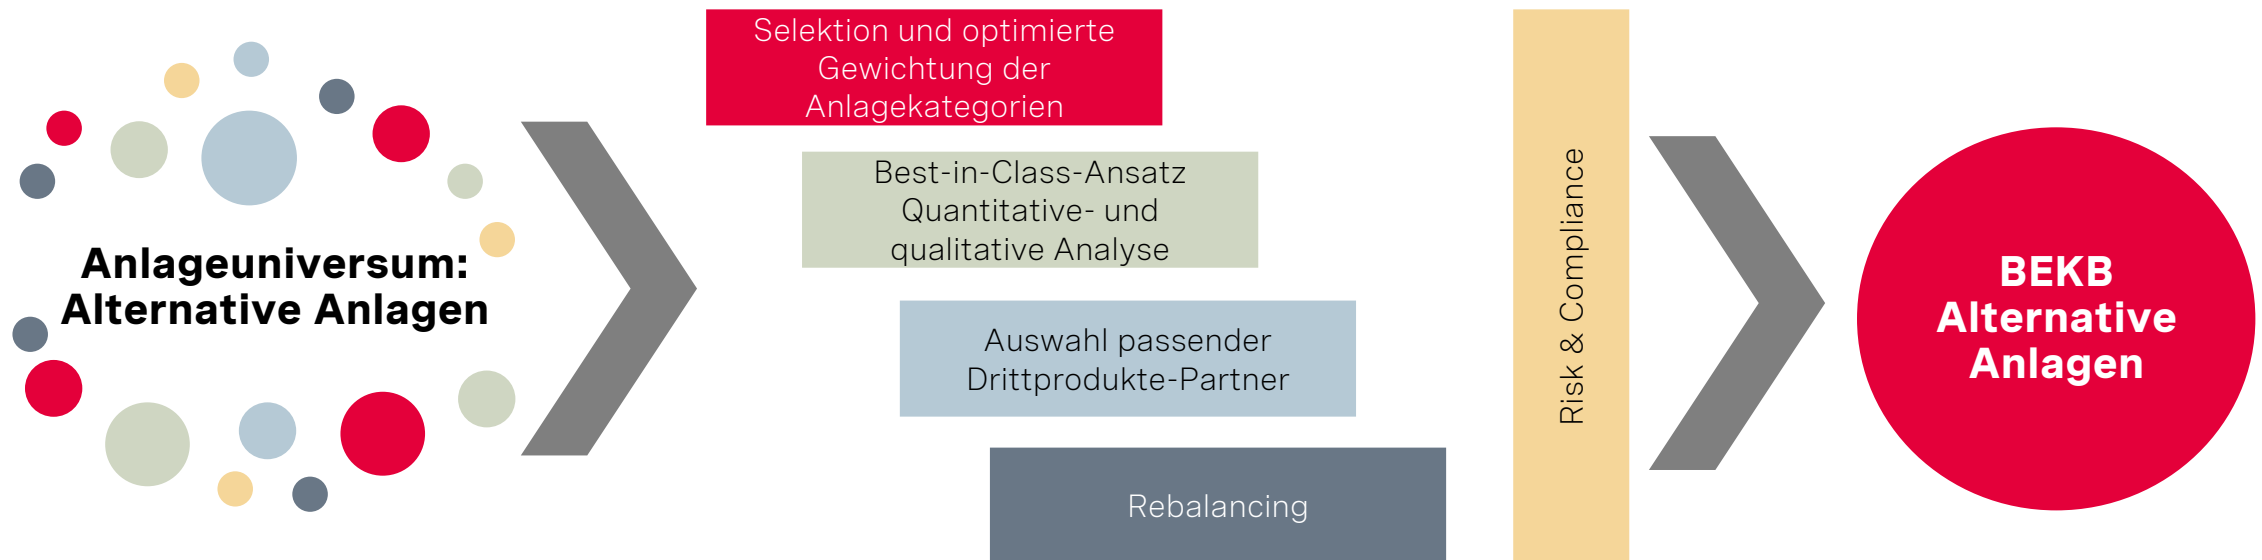 Anlageuniversum:
Alternative Anlagen
Selektion und optimierte
Gewichtung der
Anlagekategorien
Best-in-Class-Ansatz
Quantitative- und
qualitative Analyse
Auswahl passender
Drittprodukte-Partner
Rebalancing
Risk & Compliance
BEKB
Alternative
Anlagen